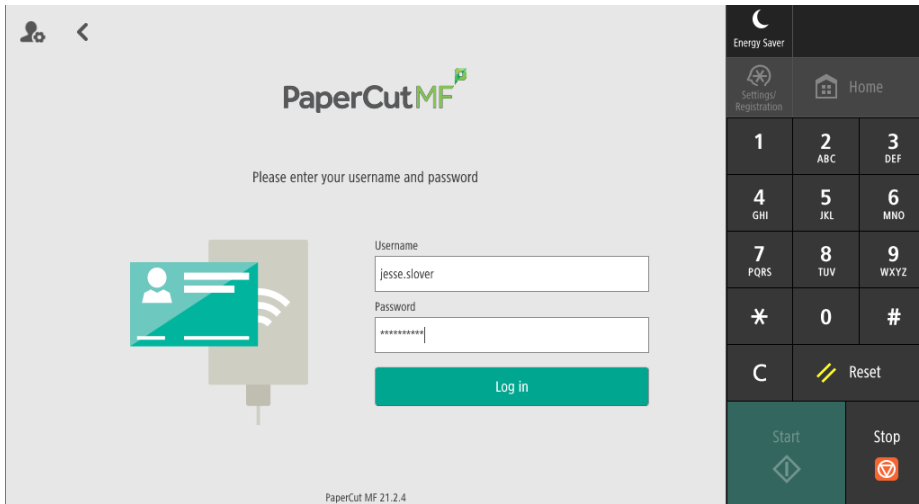 PaperCutMF
Please enter your username and password
Username
jesse.slover
Password
**********
Log in
PaperCut MF 21.2.4
Energy Saver
Settings/
Registration
Home
1
2
ABC
3
DEF
4
GHI
5
JKL
6
MNO
7
PQRS
8
TUV
9
WXYZ
*
0
#
C
Reset
Start
Stop